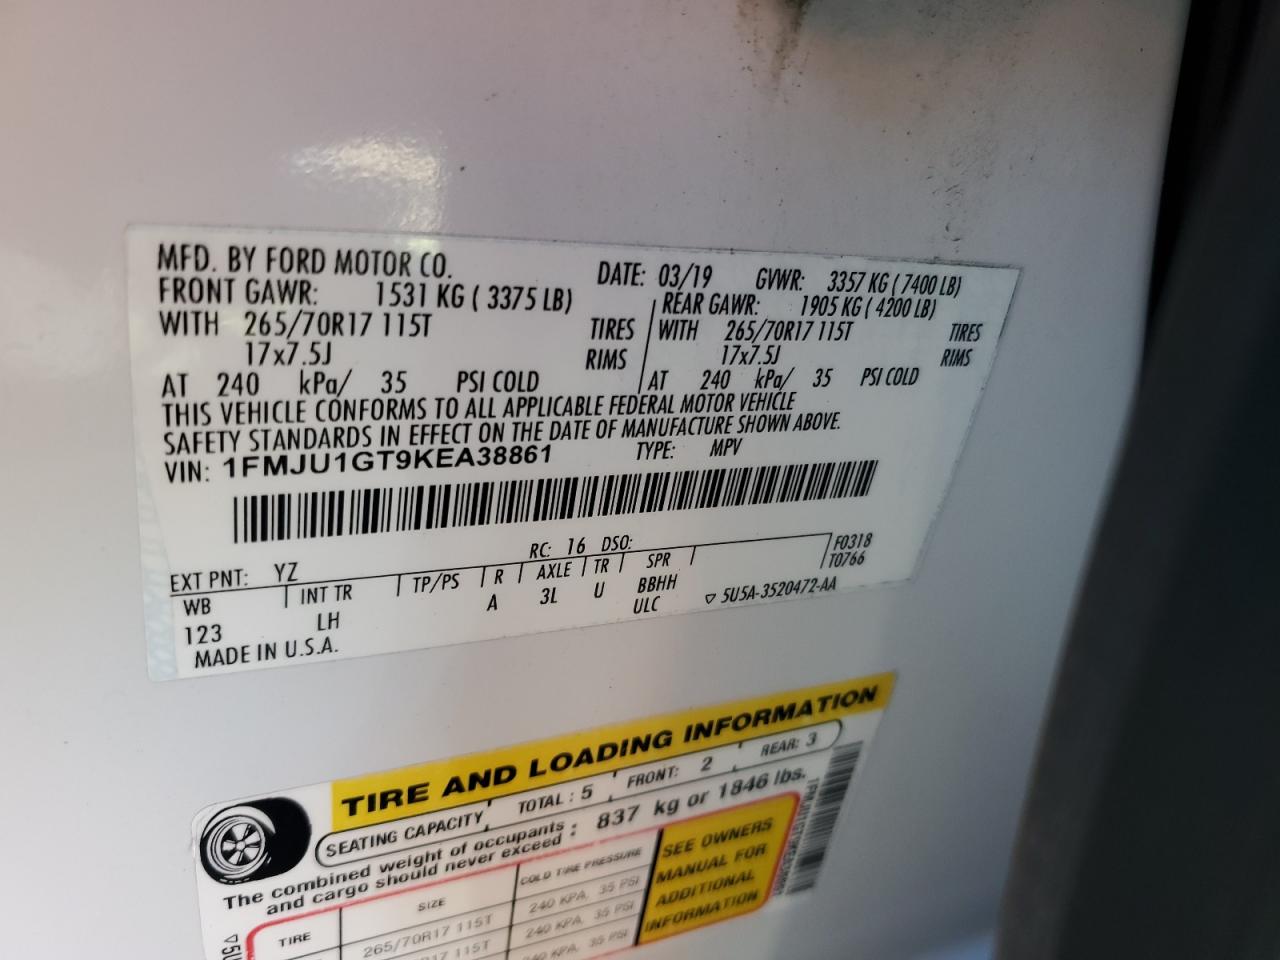 MFD. BY FORD MOTOR CO.
DATE: 03/19 GVWR: 3357 KG ( 7400 LB)
FRONT GAWR: 1531 KG ( 3375 LB)
REAR GAWR: 1905 KG ( 4200 LB)
WITH 265/70R17 115T TIRES
WITH 265/70R17 115T TIRES
17x7.5J RIMS
17x7.5J RIMS
AT 240 kPa/ 35 PSI COLD
AT 240 kPa/ 35 PSI COLD
THIS VEHICLE CONFORMS TO ALL APPLICABLE FEDERAL MOTOR VEHICLE
SAFETY STANDARDS IN EFFECT ON THE DATE OF MANUFACTURE SHOWN ABOVE.
VIN: 1FMJU1GT9KEA38861 TYPE: MPV
RC: 16 DSO: F0318
EXT PNT: YZ T0766
WB INT TR TP/PS R AXLE TR SPR
123 LH A 3L U BBHH ▽ 5U5A-3520472-AA
ULC
MADE IN U.S.A.
TIRE AND LOADING INFORMATION
SEATING CAPACITY TOTAL : 5 FRONT: 2 REAR: 3
The combined weight of occupants : 837 kg or 1846 lbs.
and cargo should never exceed
TIRE SIZE COLD TIRE PRESSURE
265/70R17 115T 240 KPA, 35 PSI
115T 240 KPA, 35 PSI
240 KPA, 35 PSI
SEE OWNERS
MANUAL FOR
ADDITIONAL
INFORMATION